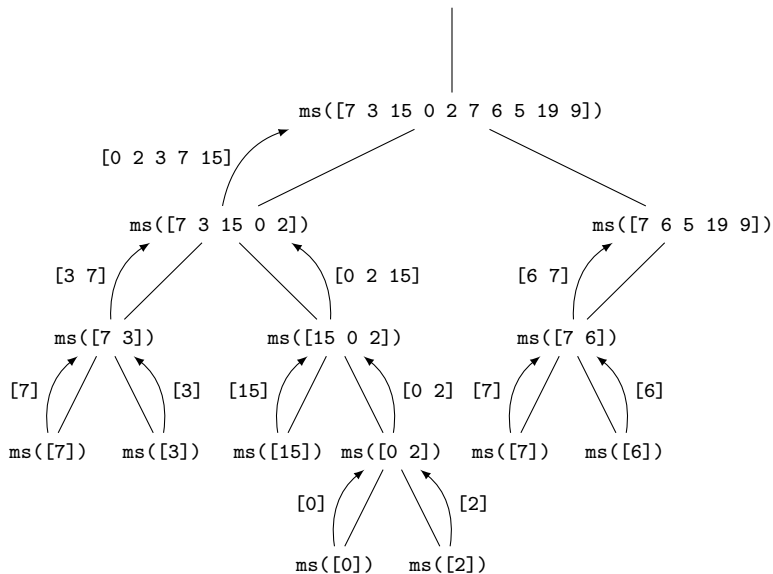 ms([7 3 15 0 2 7 6 5 19 9])
[0 2 3 7 15]
ms([7 3 15 0 2])
ms([7 6 5 19 9])
[3 7]
[0 2 15]
[6 7]
ms([7 3])
ms([15 0 2])
ms([7 6])
[7]
[3]
[15]
[0 2]
[7]
[6]
ms([7])
ms([3])
ms([15])
ms([0 2])
ms([7])
ms([6])
[0]
[2]
ms([0])
ms([2])